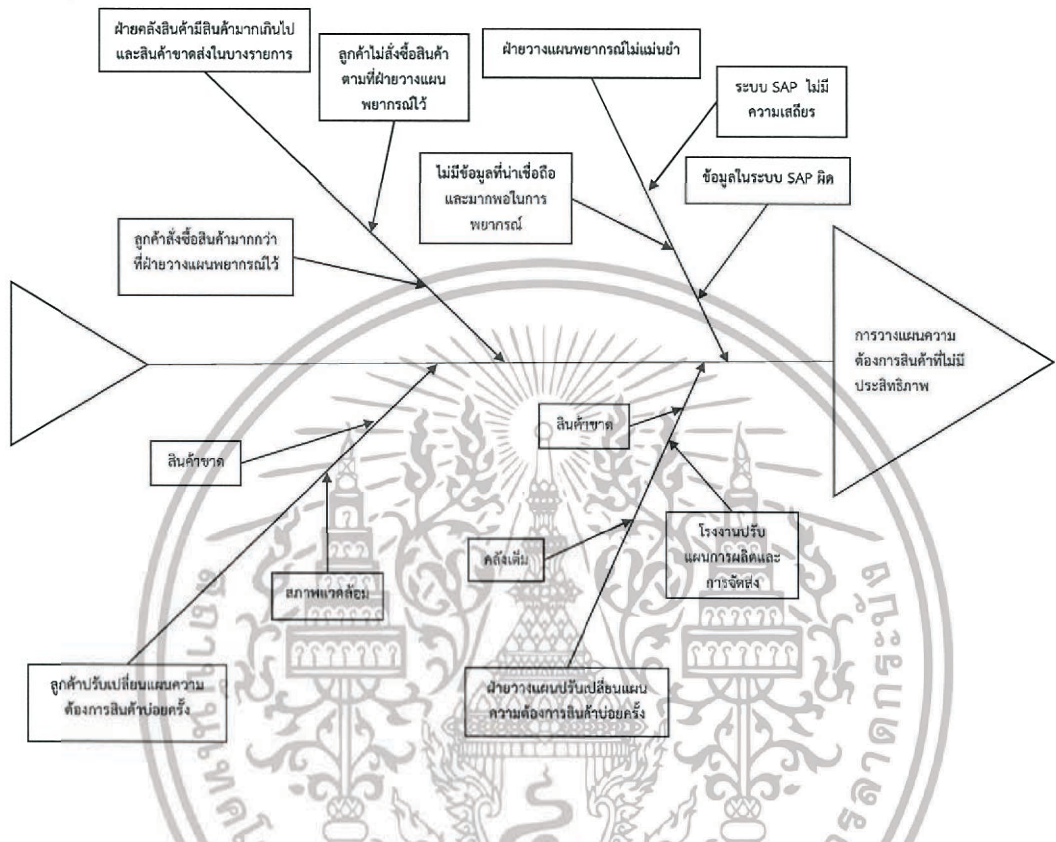 ฝ่ายคลังสินค้ามีสินค้ามากเกินไป
และสินค้าขาดส่งในบางรายการ
ลูกค้าไม่สั่งซื้อสินค้า
ตามที่ฝ่ายวางแผน
พยากรณ์ไว้
ฝ่ายวางแผนพยากรณ์ไม่แม่นยำ
ระบบ SAP ไม่มี
ความเสถียร
ไม่มีข้อมูลที่น่าเชื่อถือ
และมากพอในการ
พยากรณ์
ข้อมูลในระบบ SAP ผิด
ลูกค้าสั่งซื้อสินค้ามากกว่า
ที่ฝ่ายวางแผนพยากรณ์ไว้
การวางแผนความ
ต้องการสินค้าที่ไม่มี
ประสิทธิภาพ
สินค้าขาด
สินค้าขาด
สภาพแวดล้อม
คลังเต็ม
โรงงานปรับ
แผนการผลิตและ
การจัดส่ง
ลูกค้าปรับเปลี่ยนแผนความ
ต้องการสินค้าบ่อยครั้ง
ฝ่ายวางแผนปรับเปลี่ยนแผน
ความต้องการสินค้าบ่อยครั้ง